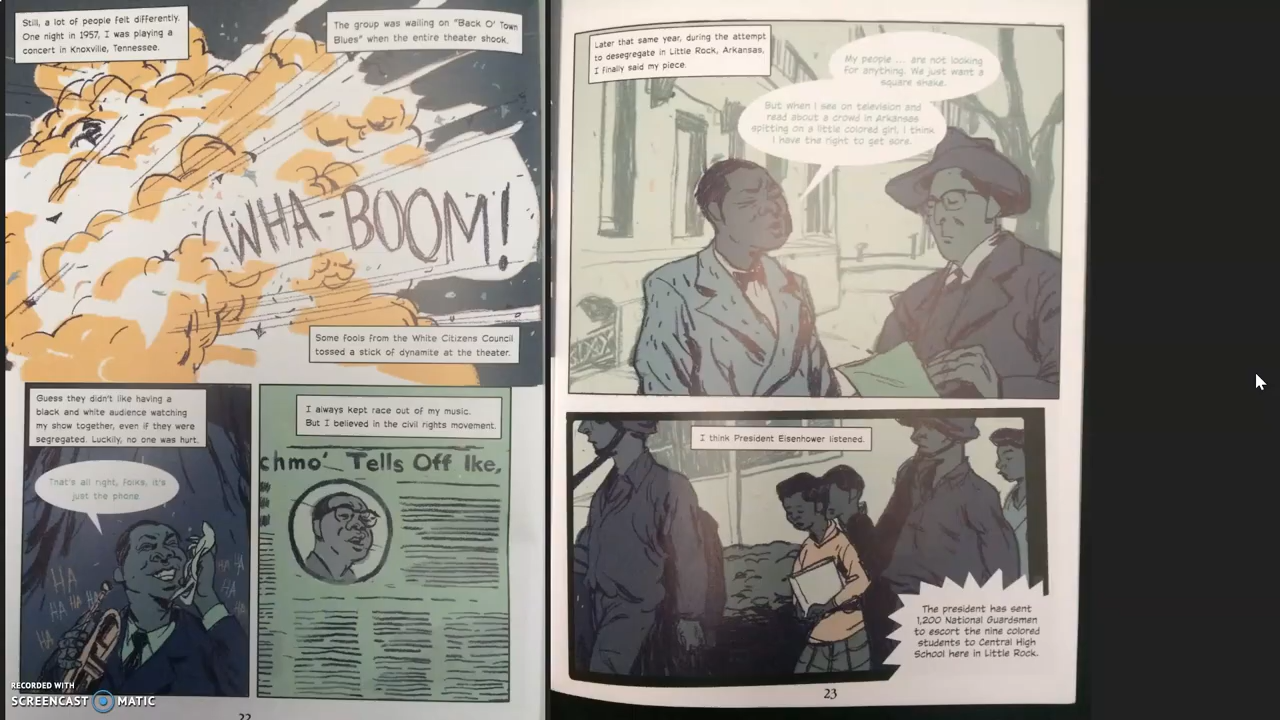 Still, a lot of people felt differently.
One night in 1957, I was playing a
concert in Knoxville, Tennessee.
The group was wailing on "Back O' Town
Blues" when the entire theater shook.
WHA-BOOM!
Some fools from the White Citizens Council
tossed a stick of dynamite at the theater.
Guess they didn't like having a
black and white audience watching
my show together, even if they were
segregated. Luckily, no one was hurt.
That's all right, folks, it's
just the phone
HA
HA HA HA
HA
HA HA
HA
HA
I always kept race out of my music.
But I believed in the civil rights movement.
chmo' Tells Off Ike,
22
Later that same year, during the attempt
to desegregate in Little Rock, Arkansas,
I finally said my piece.
My people ... are not looking
for anything. We just want a
square shake.
But when I see on television and
read about a crowd in Arkansas
spitting on a little colored girl, I think
I have the right to get sore.
I think President Eisenhower listened.
The president has sent
1,200 National Guardsmen
to escort the nine colored
students to Central High
School here in Little Rock.
23
RECORDED WITH
SCREENCAST MATIC